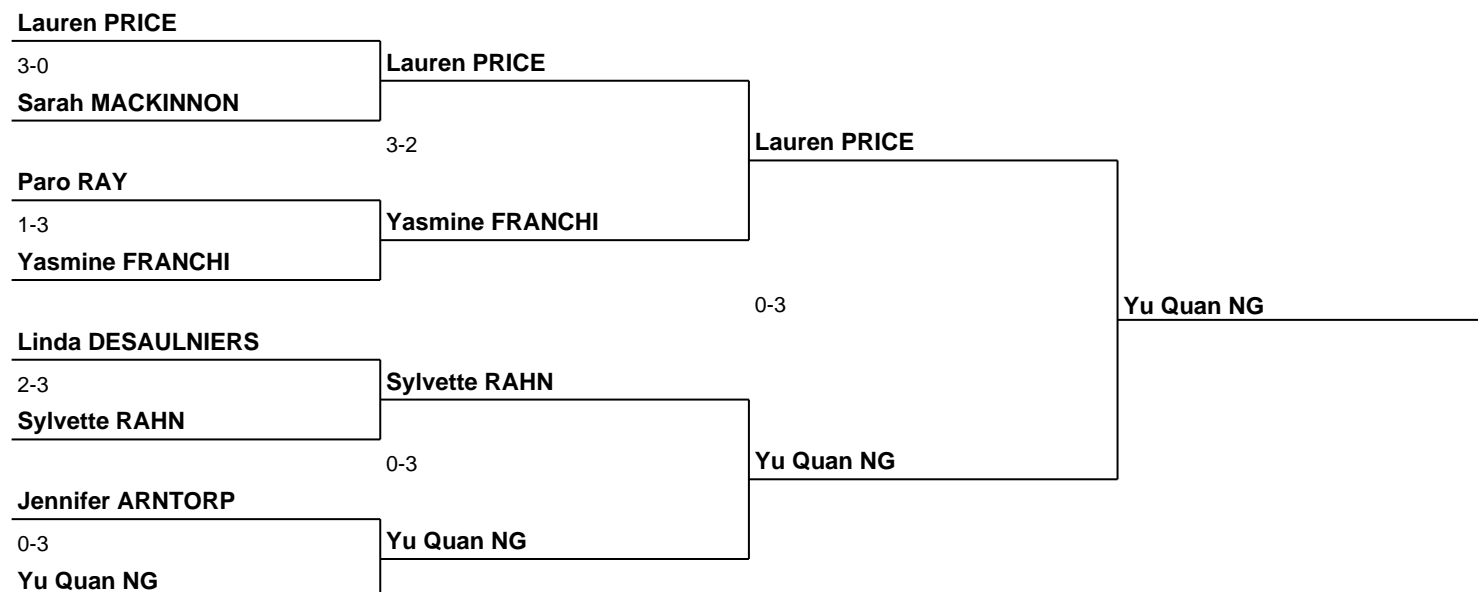 Lauren PRICE
3-0
Sarah MACKINNON
Paro RAY
1-3
Yasmine FRANCHI
Linda DESAULNIERS
2-3
Sylvette RAHN
Jennifer ARNTORP
0-3
Yu Quan NG
Lauren PRICE
3-2
Yasmine FRANCHI
Sylvette RAHN
0-3
Yu Quan NG
Lauren PRICE
0-3
Yu Quan NG
Yu Quan NG